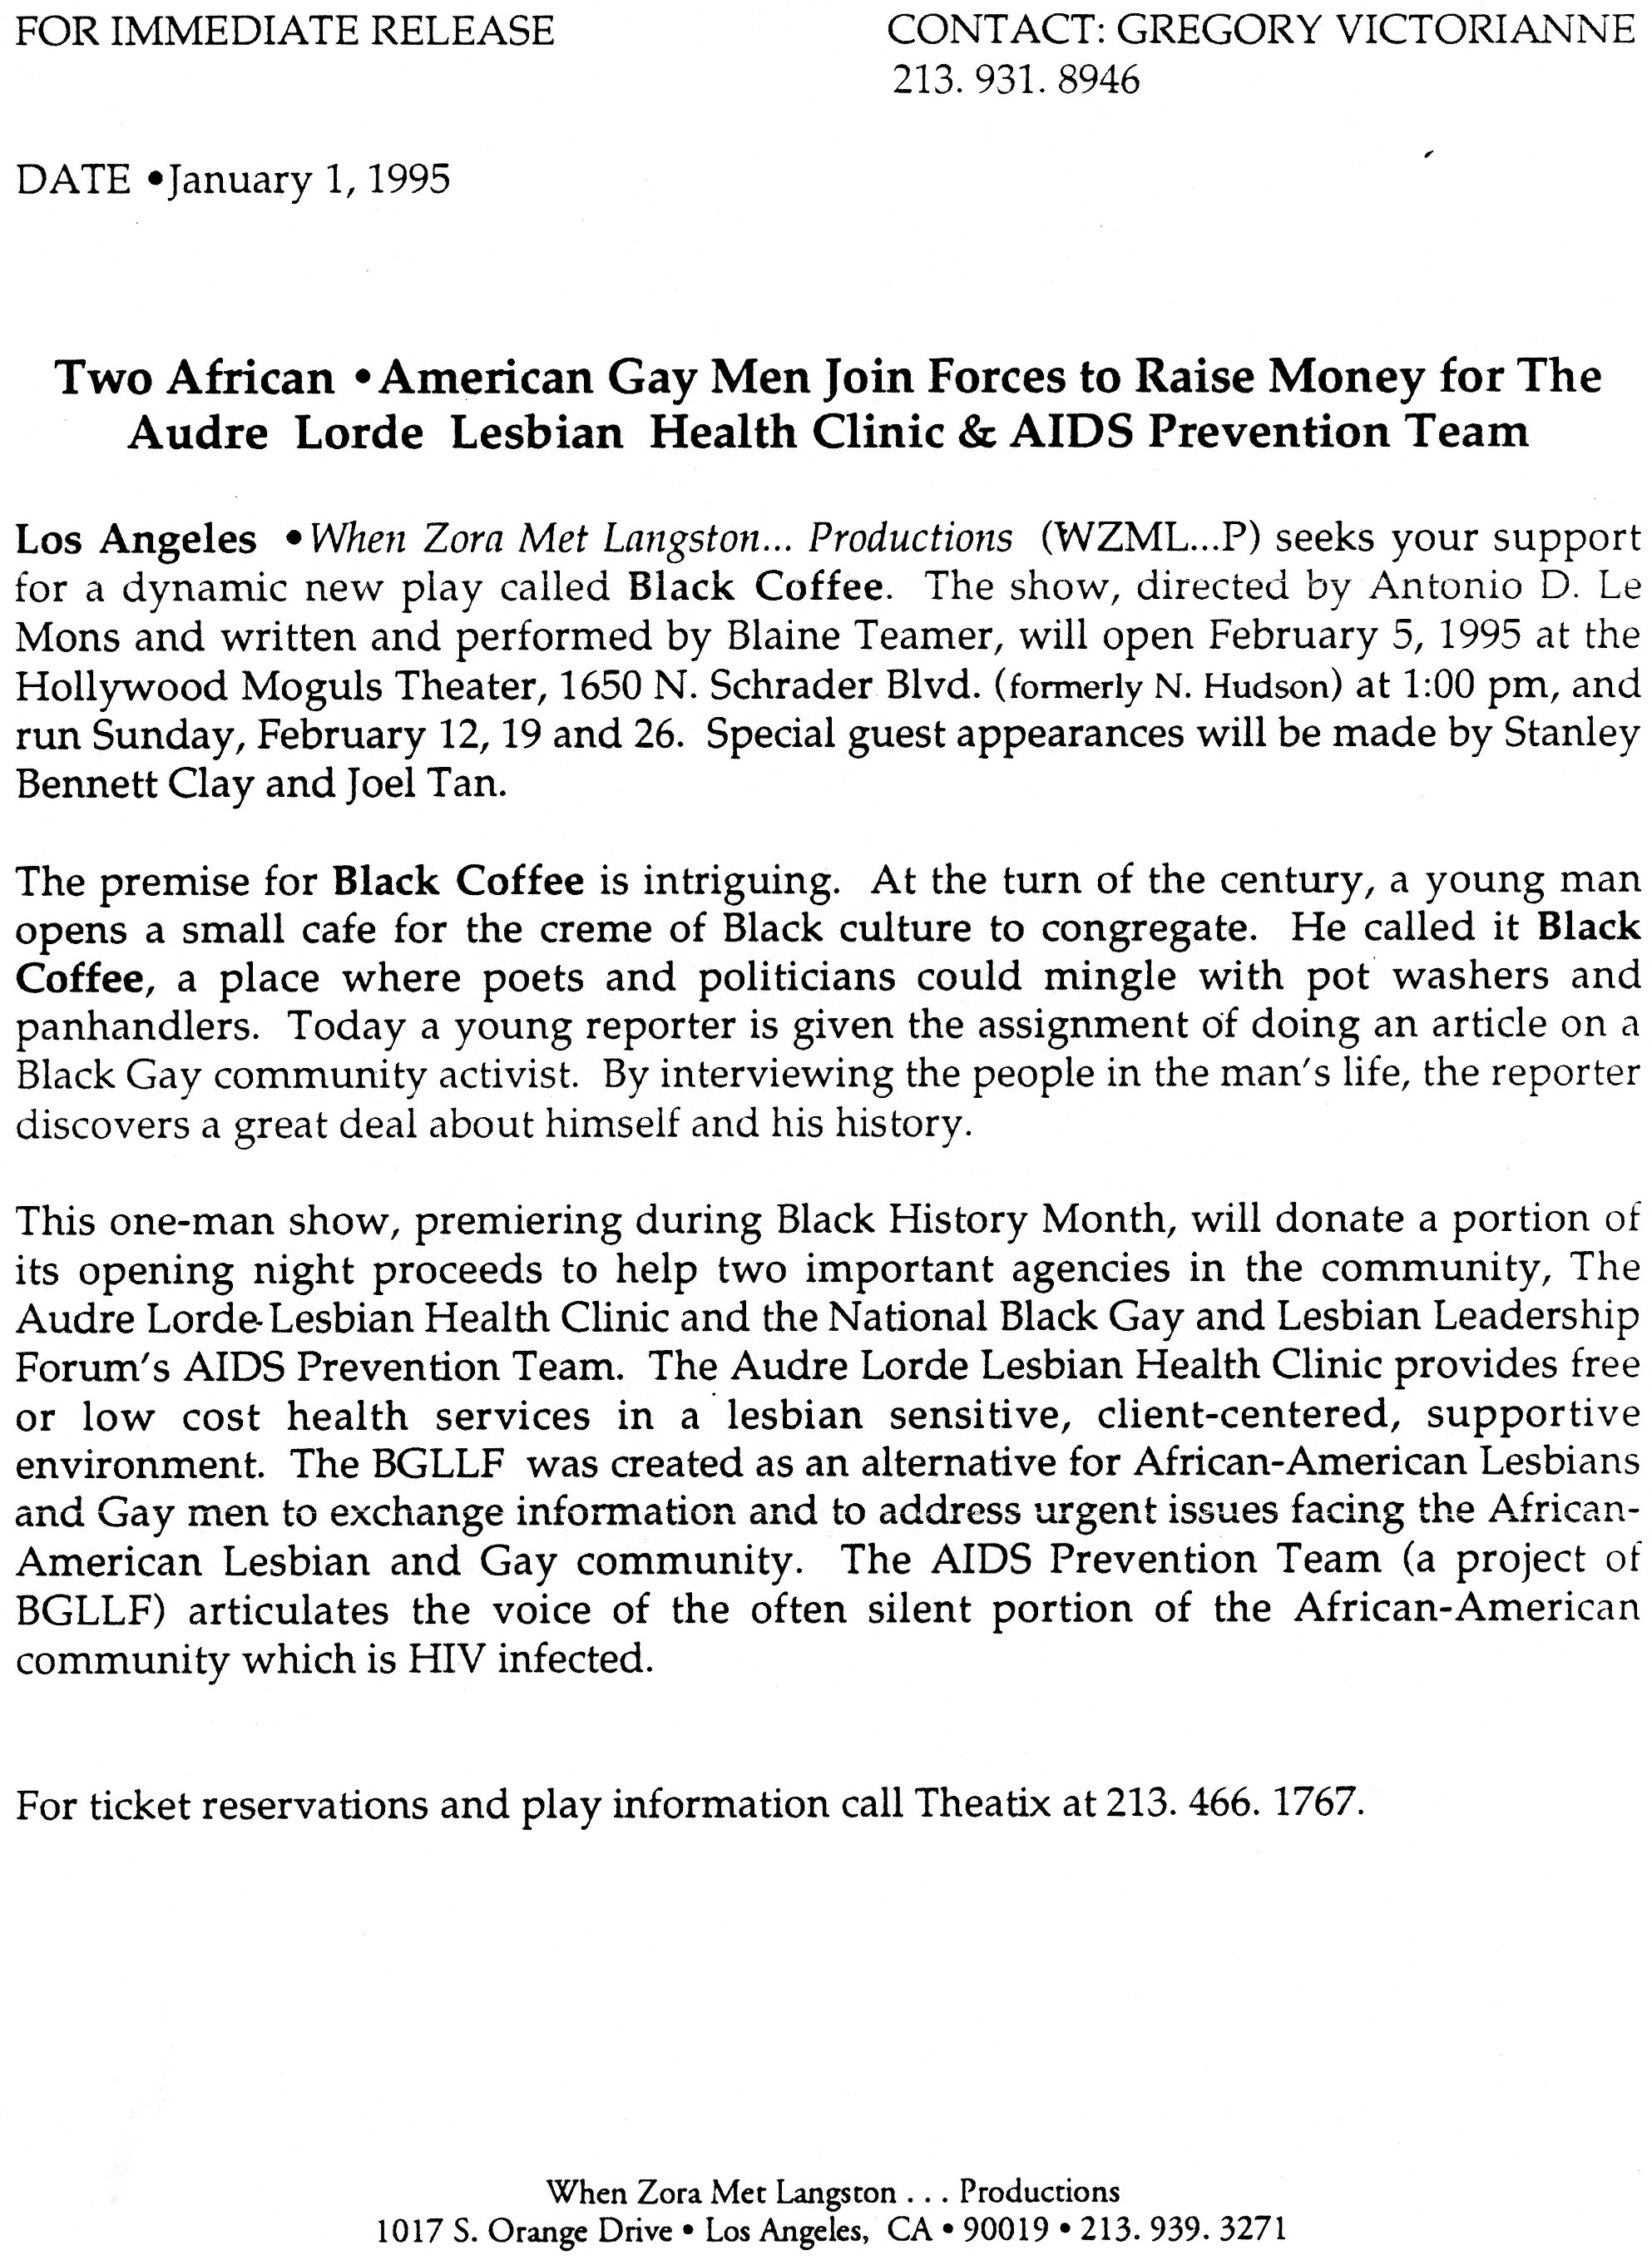 FOR IMMEDIATE RELEASE
CONTACT: GREGORY VICTORIANNE
213. 931. 8946
DATE •January 1, 1995
Two African •American Gay Men Join Forces to Raise Money for The
Audre Lorde Lesbian Health Clinic & AIDS Prevention Team
Los Angeles •When Zora Met Langston... Productions (WZML...P) seeks your support
for a dynamic new play called Black Coffee. The show, directed by Antonio D. Le
Mons and written and performed by Blaine Teamer, will open February 5, 1995 at the
Hollywood Moguls Theater, 1650 N. Schrader Blvd. (formerly N. Hudson) at 1:00 pm, and
run Sunday, February 12, 19 and 26. Special guest appearances will be made by Stanley
Bennett Clay and Joel Tan.
The premise for Black Coffee is intriguing. At the turn of the century, a young man
opens a small cafe for the creme of Black culture to congregate. He called it Black
Coffee, a place where poets and politicians could mingle with pot washers and
panhandlers. Today a young reporter is given the assignment of doing an article on a
Black Gay community activist. By interviewing the people in the man's life, the reporter
discovers a great deal about himself and his history.
This one-man show, premiering during Black History Month, will donate a portion of
its opening night proceeds to help two important agencies in the community, The
Audre Lorde Lesbian Health Clinic and the National Black Gay and Lesbian Leadership
Forum's AIDS Prevention Team. The Audre Lorde Lesbian Health Clinic provides free
or low cost health services in a lesbian sensitive, client-centered, supportive
environment. The BGLLF was created as an alternative for African-American Lesbians
and Gay men to exchange information and to address urgent issues facing the African-
American Lesbian and Gay community. The AIDS Prevention Team (a project of
BGLLF) articulates the voice of the often silent portion of the African-American
community which is HIV infected.
For ticket reservations and play information call Theatix at 213. 466. 1767.
When Zora Met Langston . . . Productions
1017 S. Orange Drive • Los Angeles, CA • 90019 • 213. 939. 3271